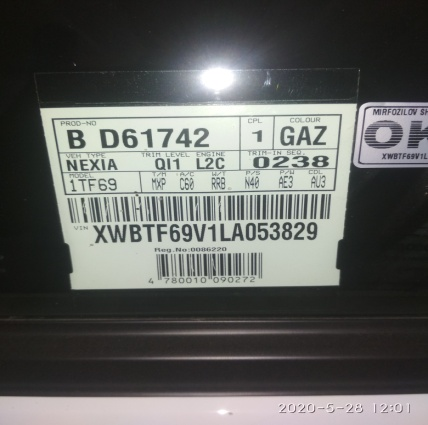 PROD-NO CPL COLOUR
B D61742 1 GAZ
VEH TYPE TRIM LEVEL ENGINE TRIM-IN SEQ.
NEXIA QI1 L2C 0238
MODEL T/M A/C W/T P/S P/W CDL
1TF69 MXP C60 RRB N40 AE3 AU3
VIN XWBTF69V1LA053829
Reg.No:0086220
4 780010 090272
MIRFOZILOV SH
OK
XWBTF69V1L
2020-5-28 12:01